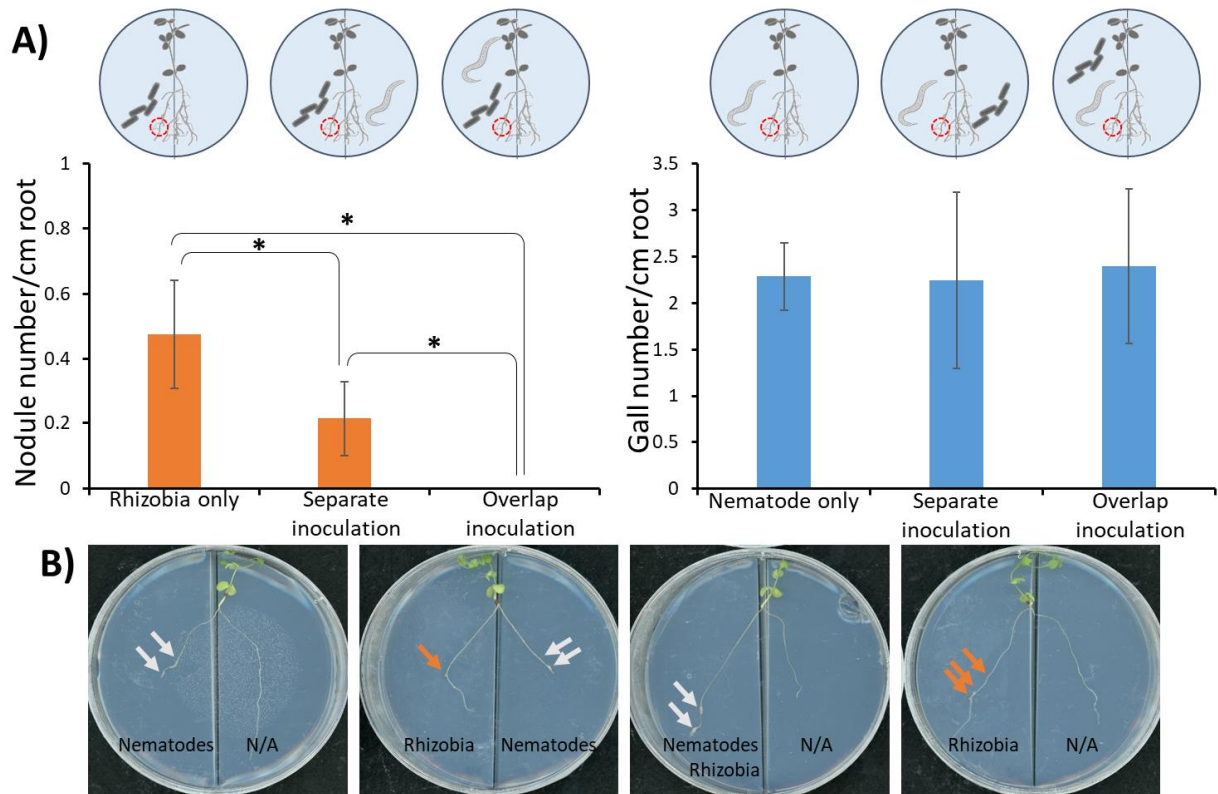 A)
Nodule number/cm root
1
0.8
0.6
0.4
0.2
0
*
*
*
Rhizobia only
Separate
inoculation
Overlap
inoculation
Gall number/cm root
3.5
3
2.5
2
1.5
1
0.5
0
Nematode only
Separate
inoculation
Overlap
inoculation
B)
Nematodes
N/A
Rhizobia
Nematodes
Nematodes
Rhizobia
N/A
Rhizobia
N/A